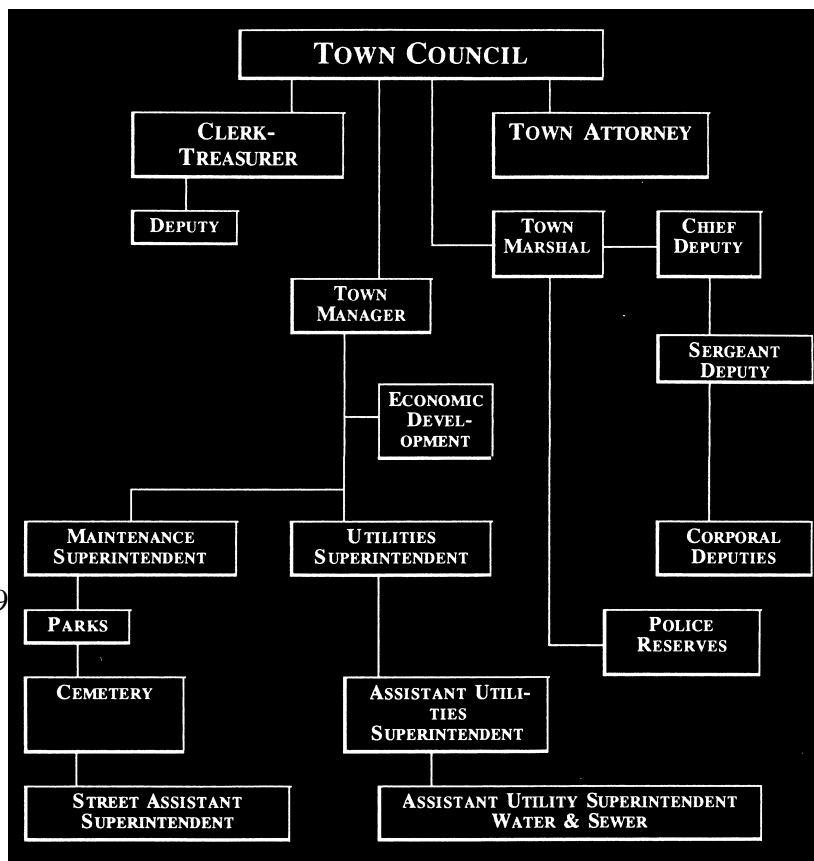 TOWN COUNCIL
CLERK-
TREASURER
TOWN ATTORNEY
DEPUTY
TOWN
MARSHAL
CHIEF
DEPUTY
TOWN
MANAGER
SERGEANT
DEPUTY
ECONOMIC
DEVEL-
OPMENT
MAINTENANCE
SUPERINTENDENT
UTILITIES
SUPERINTENDENT
CORPORAL
DEPUTIES
9
PARKS
POLICE
RESERVES
CEMETERY
ASSISTANT UTILI-
TIES
SUPERINTENDENT
STREET ASSISTANT
SUPERINTENDENT
ASSISTANT UTILITY SUPERINTENDENT
WATER & SEWER